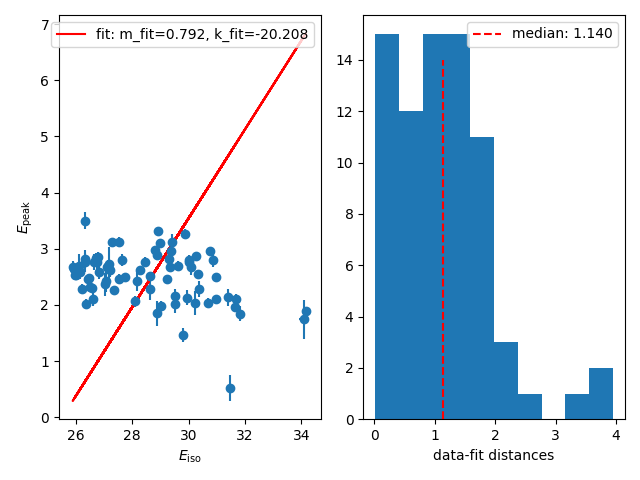 fit: m_fit=0.792, k_fit=-20.208
7
6
5
4
3
2
1
0
E_peak
26 28 30 32 34
E_iso
median: 1.140
14
12
10
8
6
4
2
0
0 1 2 3 4
data-fit distances